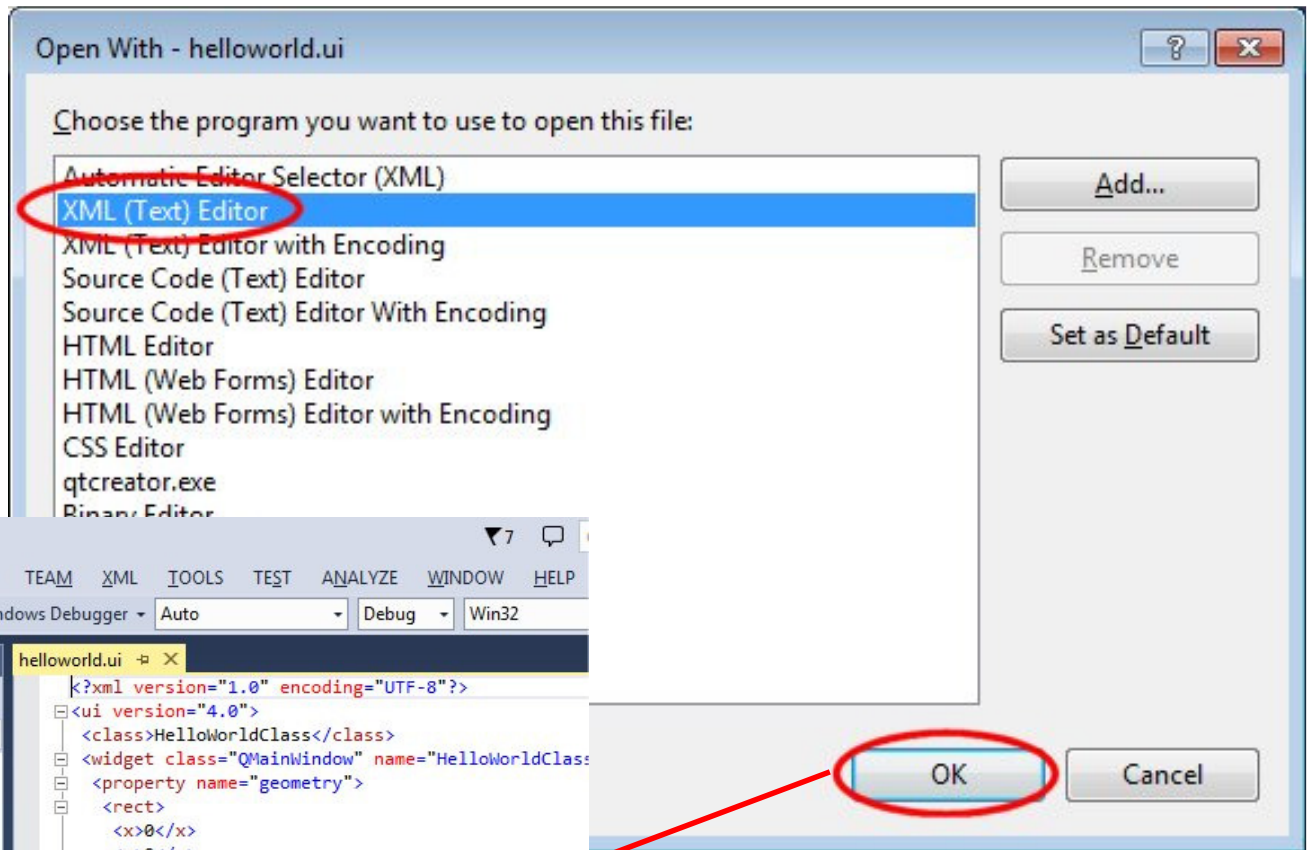 Open With - helloworld.ui
Choose the program you want to use to open this file:
Automatic Editor Selector (XML)
XML (Text) Editor
XML (Text) Editor with Encoding
Source Code (Text) Editor
Source Code (Text) Editor With Encoding
HTML Editor
HTML (Web Forms) Editor
HTML (Web Forms) Editor with Encoding
CSS Editor
qtcreator.exe
Binary Editor
Add...
Remove
Set as Default
OK
Cancel
7
TEAM XML TOOLS TEST ANALYZE WINDOW HELP
Debugger Auto Debug Win32
helloworld.ui
<?xml version="1.0" encoding="UTF-8"?>
<ui version="4.0">
<class>HelloWorldClass</class>
<widget class="QMainWindow" name="HelloWorldClass
<property name="geometry">
<rect>
<x>0</x>